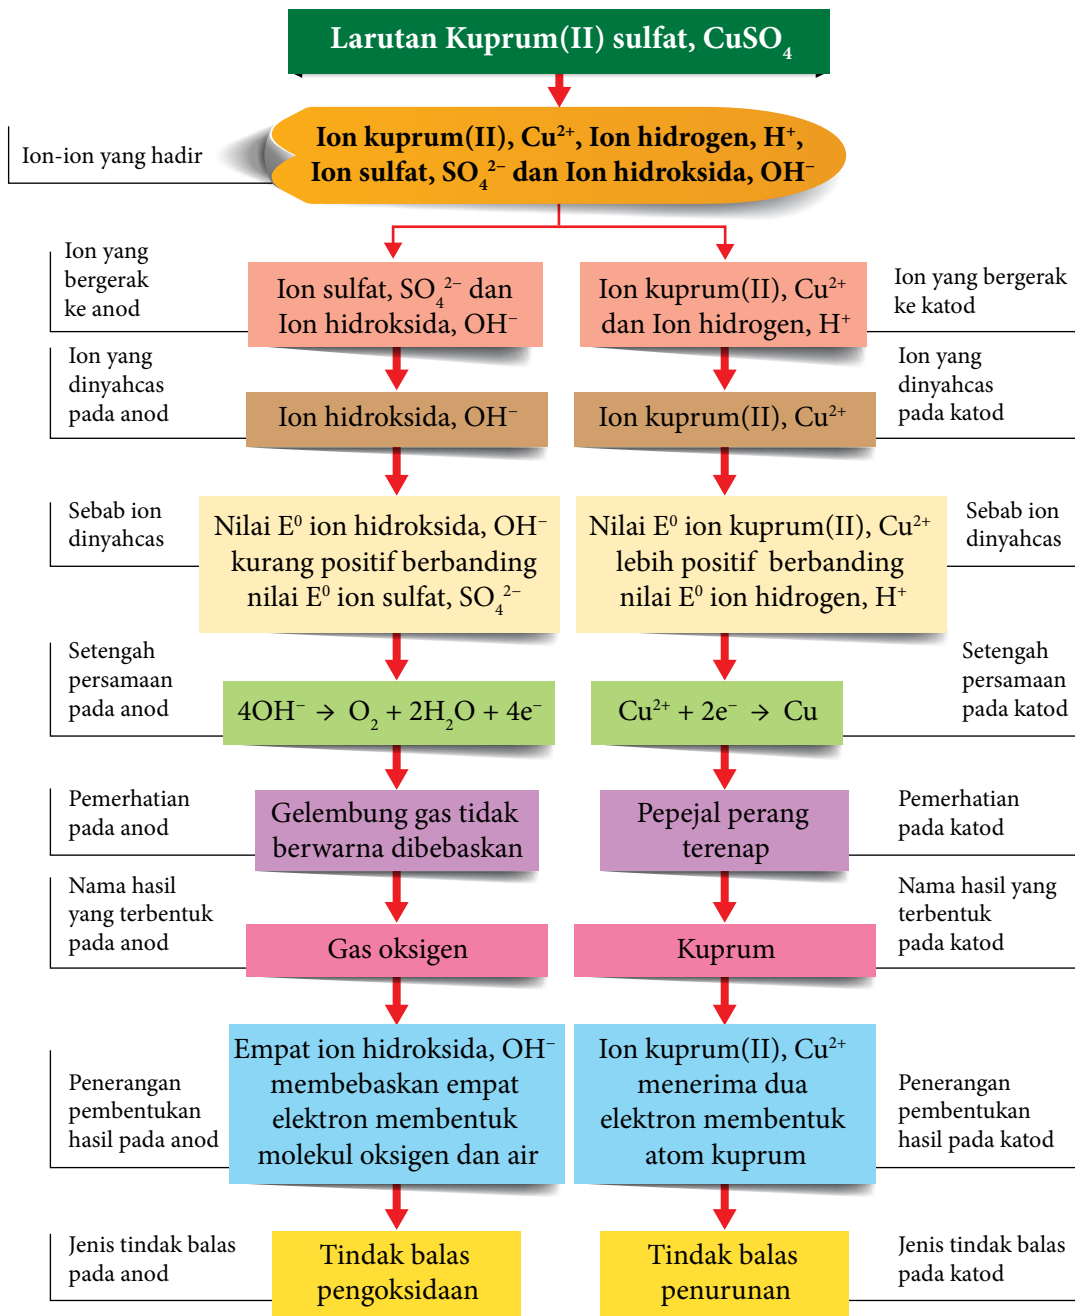 Larutan Kuprum(II) sulfat, CuSO₄
Ion-ion yang hadir
Ion kuprum(II), Cu²⁺, Ion hidrogen, H⁺,
Ion sulfat, SO₄²⁻ dan Ion hidroksida, OH⁻
Ion yang
bergerak
ke anod
Ion sulfat, SO₄²⁻ dan
Ion hidroksida, OH⁻
Ion kuprum(II), Cu²⁺
dan Ion hidrogen, H⁺
Ion yang bergerak
ke katod
Ion yang
dinyahcas
pada anod
Ion hidroksida, OH⁻
Ion kuprum(II), Cu²⁺
Ion yang
dinyahcas
pada katod
Sebab ion
dinyahcas
Nilai E⁰ ion hidroksida, OH⁻
kurang positif berbanding
nilai E⁰ ion sulfat, SO₄²⁻
Nilai E⁰ ion kuprum(II), Cu²⁺
lebih positif berbanding
nilai E⁰ ion hidrogen, H⁺
Sebab ion
dinyahcas
Setengah
persamaan
pada anod
4OH⁻ → O₂ + 2H₂O + 4e⁻
Cu²⁺ + 2e⁻ → Cu
Setengah
persamaan
pada katod
Pemerhatian
pada anod
Gelembung gas tidak
berwarna dibebaskan
Pepejal perang
terenap
Pemerhatian
pada katod
Nama hasil
yang terbentuk
pada anod
Gas oksigen
Kuprum
Nama hasil yang
terbentuk
pada katod
Penerangan
pembentukan
hasil pada anod
Empat ion hidroksida, OH⁻
membebaskan empat
elektron membentuk
molekul oksigen dan air
Ion kuprum(II), Cu²⁺
menerima dua
elektron membentuk
atom kuprum
Penerangan
pembentukan
hasil pada katod
Jenis tindak balas
pada anod
Tindak balas
pengoksidaan
Tindak balas
penurunan
Jenis tindak balas
pada katod